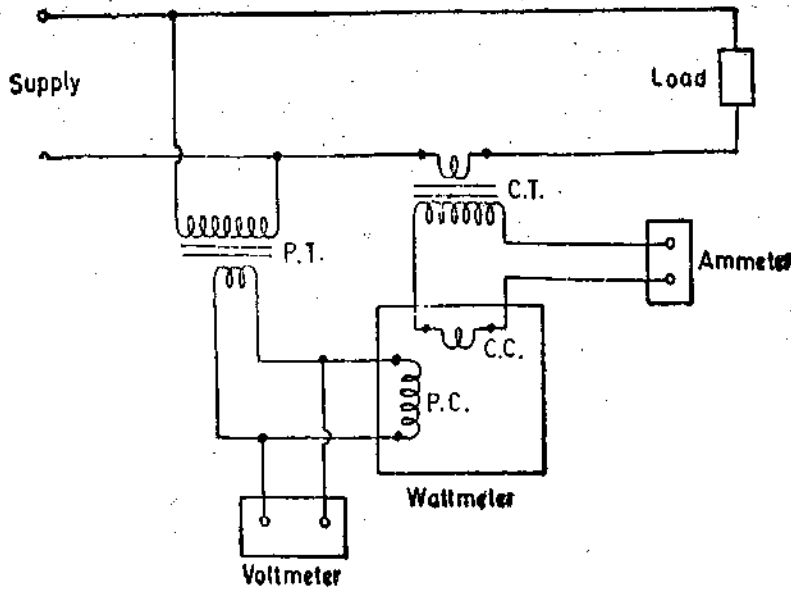 Supply
Load
C.T.
P.T.
Ammeter
C.C.
P.C.
Wattmeter
Voltmeter